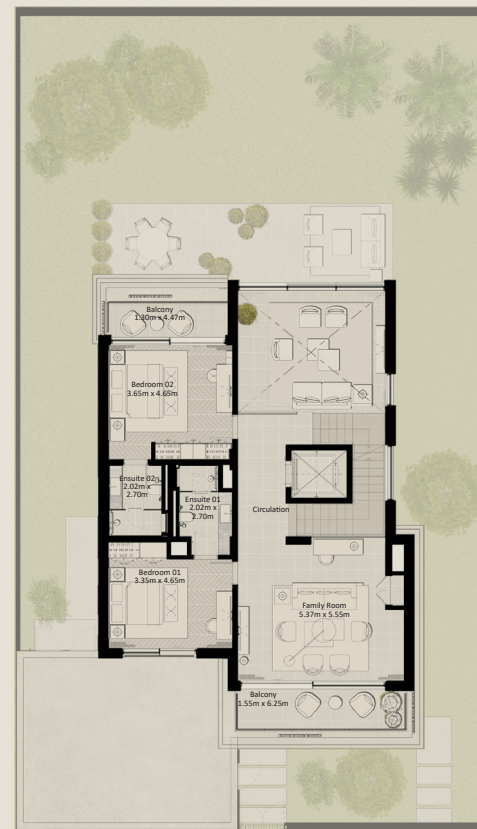 Balcony
1.30m x 4.47m
Bedroom 02
3.65m x 4.65m
Ensuite 02
2.02m x
2.70m
Ensuite 01
2.02m x
2.70m
Circulation
Bedroom 01
3.35m x 4.65m
Family Room
5.37m x 5.55m
Balcony
1.55m x 6.25m